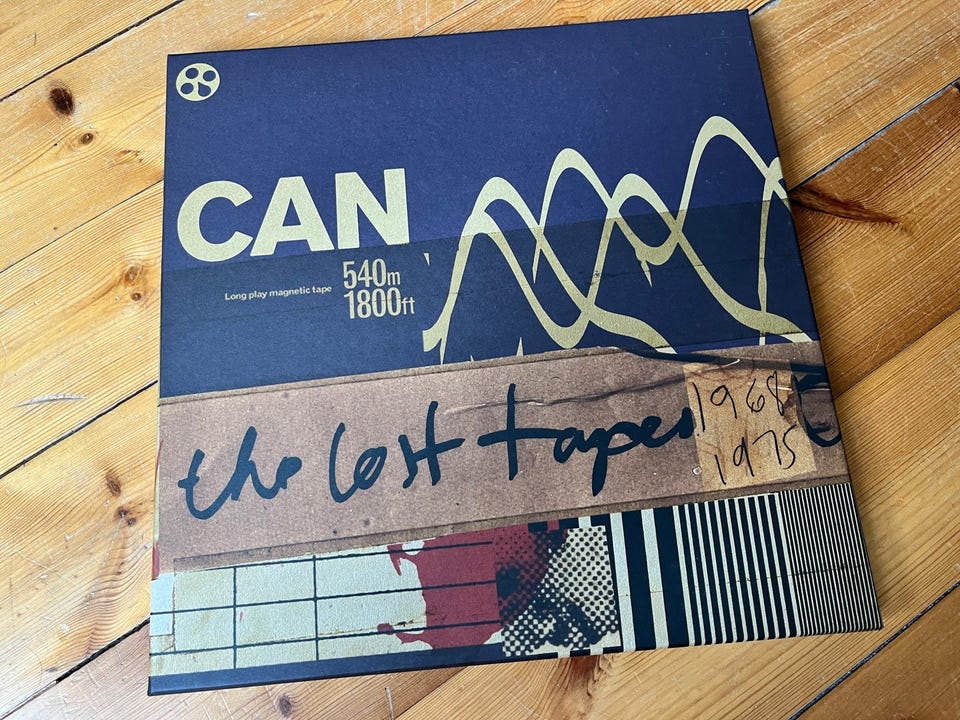 CAN
Long play magnetic tape
540m
1800ft
the lost tapes
1968
1975